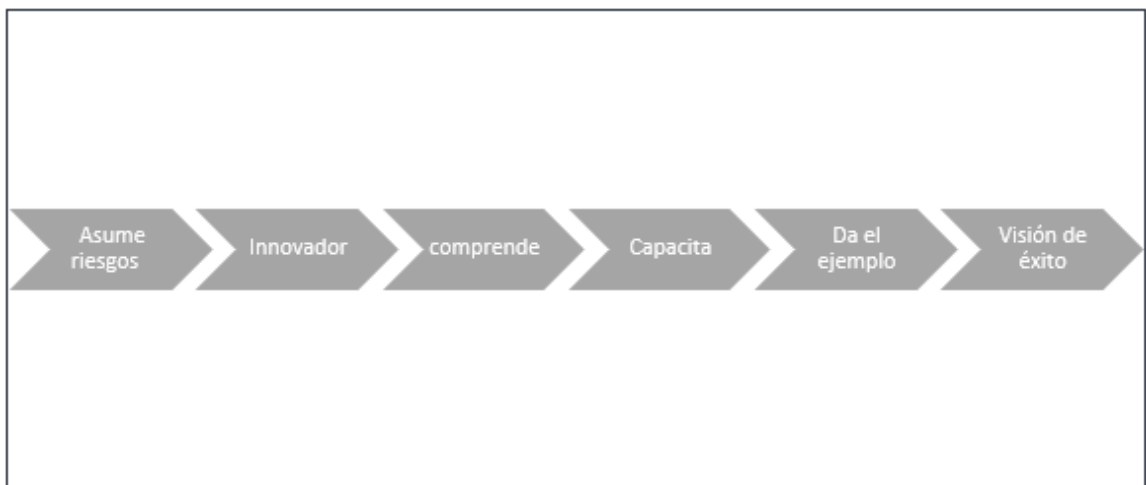 Asume
riesgos
Innovador
comprende
Capacita
Da el
ejemplo
Visión de
éxito